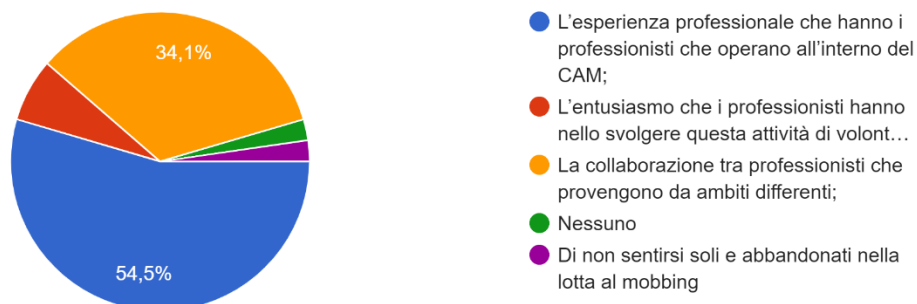 34,1%
54,5%
L'esperienza professionale che hanno i
professionisti che operano all'interno del
CAM;
L'entusiasmo che i professionisti hanno
nello svolgere questa attività di volont…
La collaborazione tra professionisti che
provengono da ambiti differenti;
Nessuno
Di non sentirsi soli e abbandonati nella
lotta al mobbing